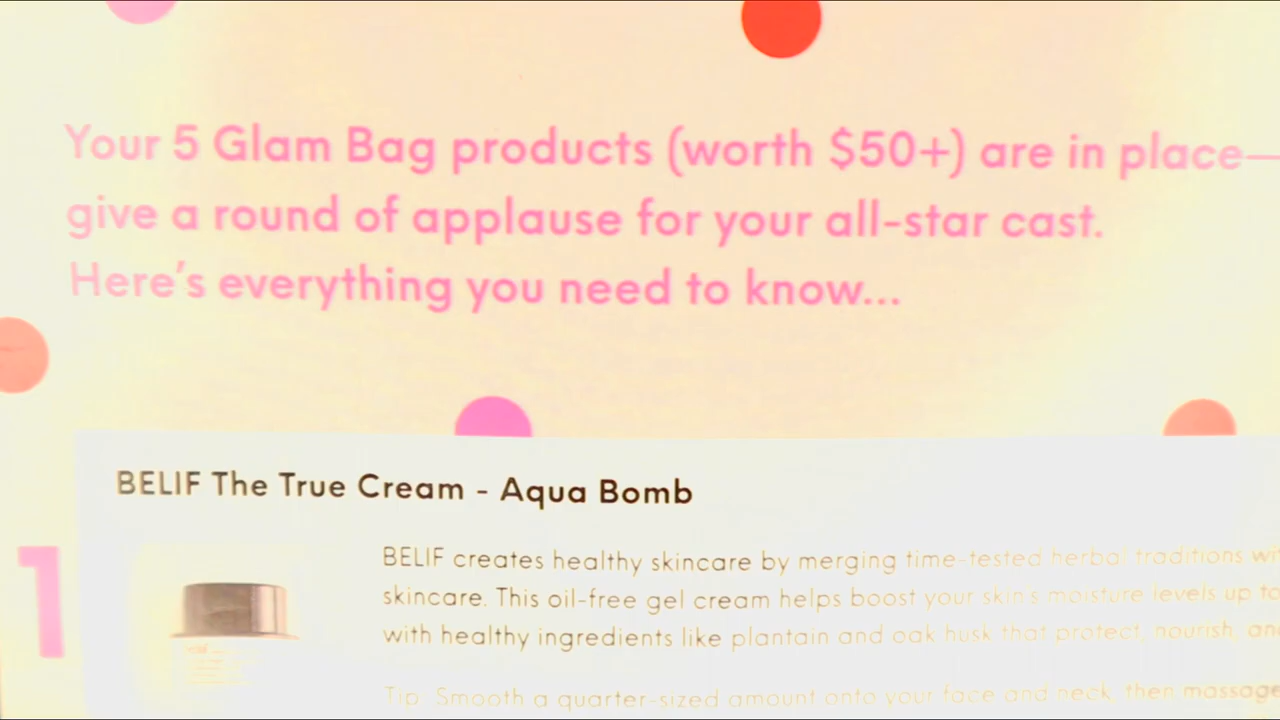 Your 5 Glam Bag products (worth $50+) are in place—
give a round of applause for your all-star cast.
Here's everything you need to know...
BELIF The True Cream - Aqua Bomb
1
BELIF creates healthy skincare by merging time-tested herbal traditions
skincare. This oil-free gel cream helps boost your skin's moisture levels up to
with healthy ingredients like plantain and oak husk that protect, nourish, and
Tip: Smooth a quarter-sized amount onto your face and neck, then massage